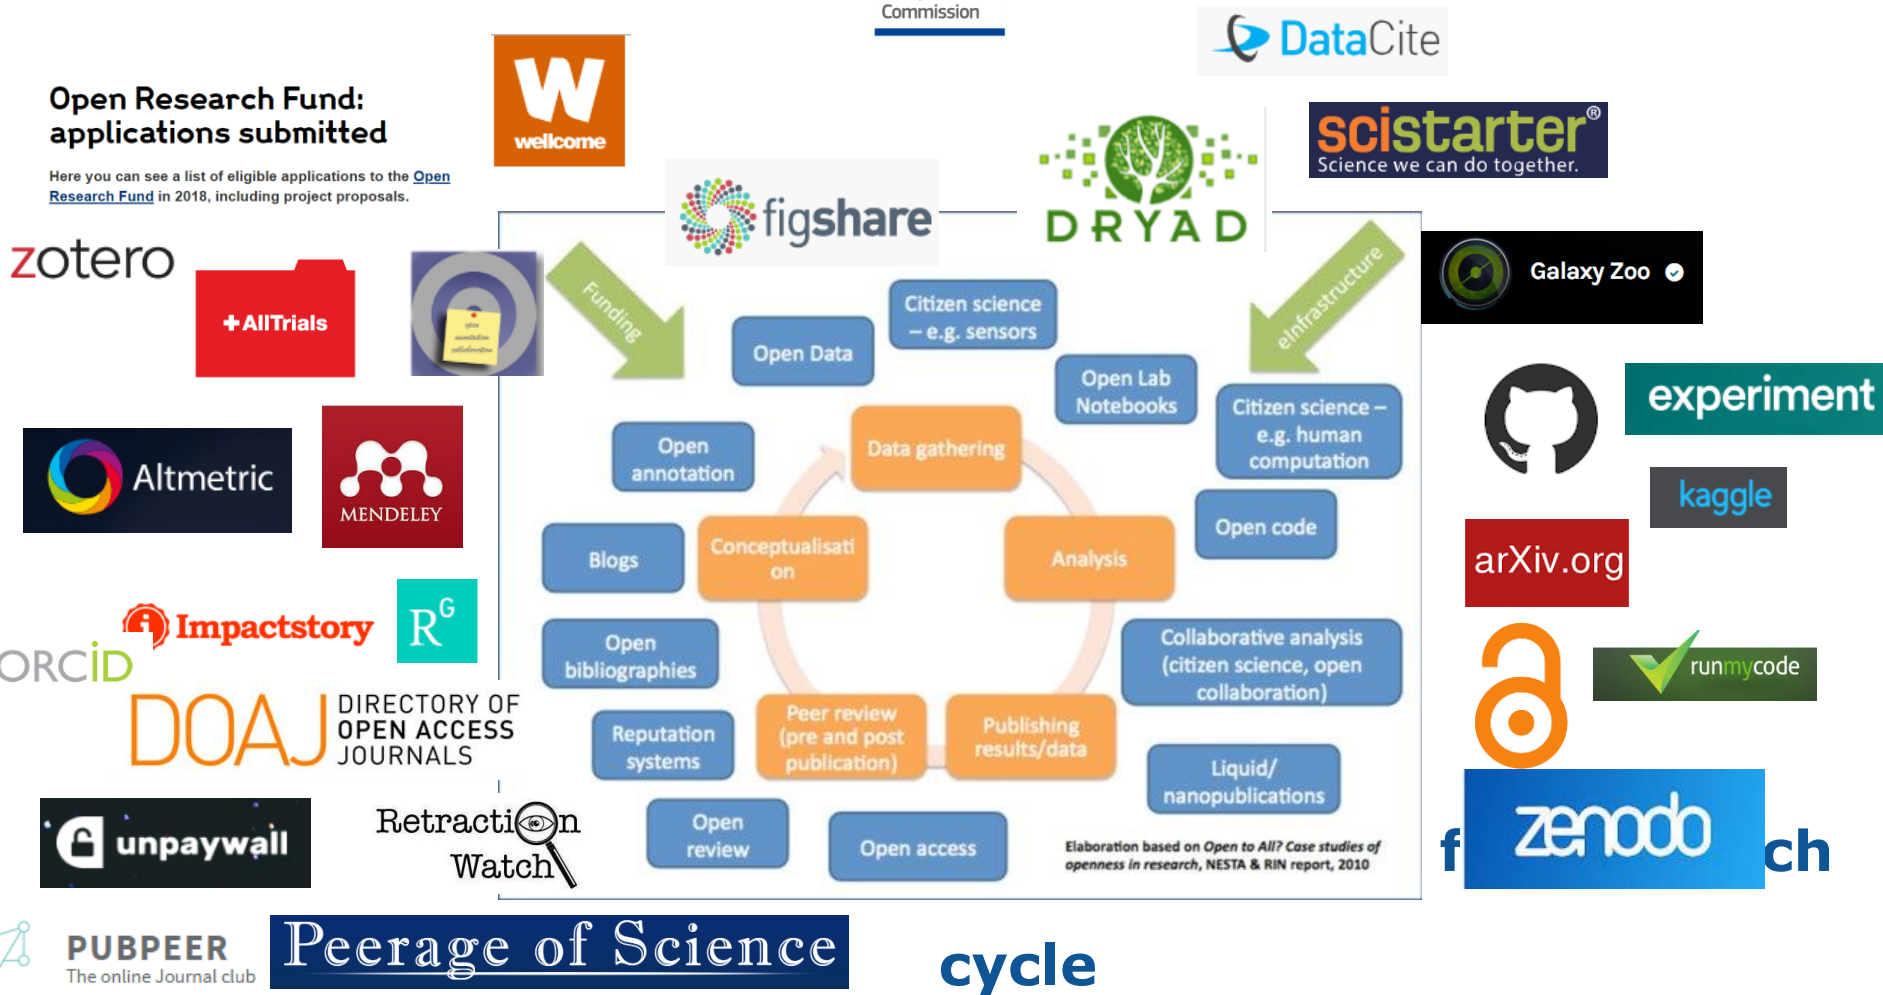 Commission
DataCite
Open Research Fund:
applications submitted
Here you can see a list of eligible applications to the Open
Research Fund in 2018, including project proposals.
W
wellcome
figshare
DRYAD
scistarter®
Science we can do together.
zotero
+AllTrials
open
annotation
collaboration
Galaxy Zoo
experiment
kaggle
arXiv.org
runmycode
zenodo
f
ch
Altmetric
MENDELEY
Impactstory
RG
ORCiD
DOAJ
DIRECTORY OF
OPEN ACCESS
JOURNALS
unpaywall
Retraction
Watch
PUBPEER
The online Journal club
Peerage of Science
cycle
Funding
eInfrastructure
Open Data
Citizen science
– e.g. sensors
Open Lab
Notebooks
Citizen science –
e.g. human
computation
Open
annotation
Data gathering
Open code
Blogs
Conceptualisati
on
Analysis
Open
bibliographies
Collaborative analysis
(citizen science, open
collaboration)
Reputation
systems
Peer review
(pre and post
publication)
Publishing
results/data
Liquid/
nanopublications
Open
review
Open access
Elaboration based on Open to All? Case studies of
openness in research, NESTA & RIN report, 2010